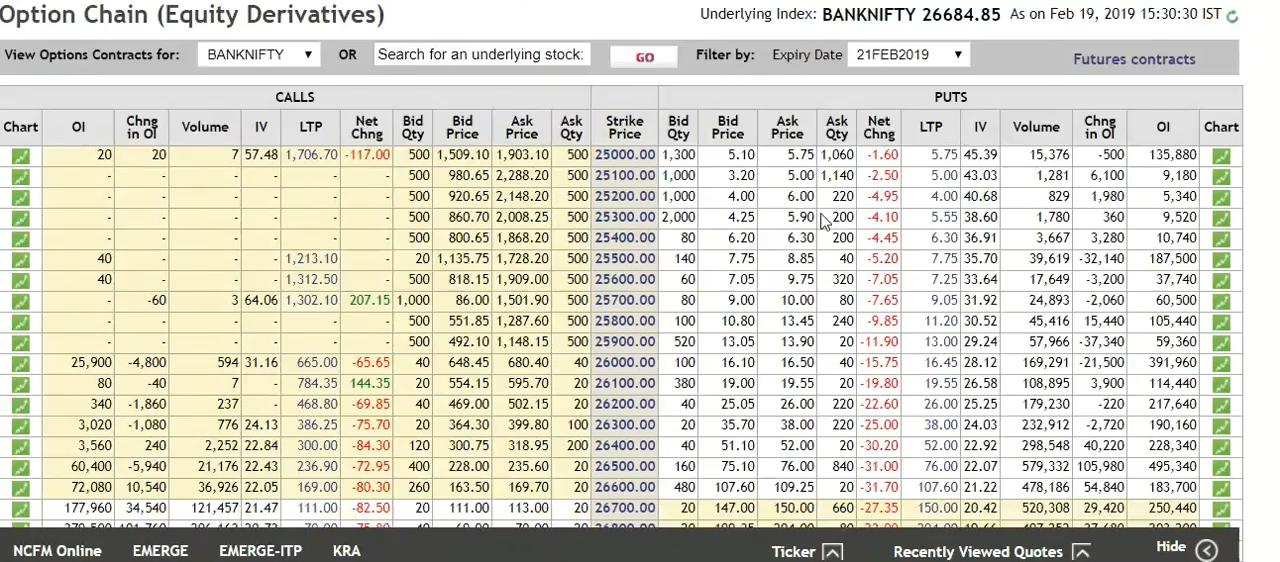 Option Chain (Equity Derivatives)
Underlying Index: BANKNIFTY 26684.85 As on Feb 19, 2019 15:30:30 IST
View Options Contracts for: BANKNIFTY OR Search for an underlying stock: GO Filter by: Expiry Date 21FEB2019 Futures contracts
CALLS PUTS
Chart OI Chng in OI Volume IV LTP Net Chng Bid Qty Bid Price Ask Price Ask Qty Strike Price Bid Qty Bid Price Ask Price Ask Qty Net Chng LTP IV Volume Chng in OI OI Chart
20 20 7 57.48 1,706.70 -117.00 500 1,509.10 1,903.10 500 25000.00 1,300 5.10 5.75 1,060 -1.60 5.75 45.39 15,376 -500 135,880
- - - - - - 500 980.65 2,288.20 500 25100.00 1,000 3.20 5.00 1,140 -2.50 5.00 43.03 1,281 6,100 9,180
- - - - - - 500 920.65 2,148.20 500 25200.00 1,000 4.00 6.00 220 -4.95 4.00 40.68 829 1,980 5,340
- - - - - - 500 860.70 2,008.25 500 25300.00 2,000 4.25 5.90 200 -4.10 5.55 38.60 1,780 360 9,520
- - - - - - 500 800.65 1,868.20 500 25400.00 80 6.20 6.30 200 -4.45 6.30 36.91 3,667 3,280 10,740
40 - - - 1,213.10 - 20 1,135.75 1,728.20 20 25500.00 140 7.75 8.85 40 -5.20 7.75 35.70 39,619 -32,140 187,500
40 - - - 1,312.50 - 500 818.15 1,909.00 500 25600.00 60 7.05 9.75 320 -7.05 7.25 33.64 17,649 -3,200 37,740
- -60 3 64.06 1,302.10 207.15 1,000 86.00 1,501.90 500 25700.00 80 9.00 10.00 80 -7.65 9.05 31.92 24,893 -2,060 60,500
- - - - - - 500 551.85 1,287.60 500 25800.00 100 10.80 13.45 240 -9.85 11.20 30.52 45,416 15,440 105,440
- - - - - - 500 492.10 1,148.15 500 25900.00 520 13.05 13.90 20 -11.90 13.00 29.24 57,966 -37,340 59,360
25,900 -4,800 594 31.16 665.00 -65.65 40 648.45 680.40 40 26000.00 100 16.10 16.50 40 -15.75 16.45 28.12 169,291 -21,500 391,960
80 -40 7 - 784.35 144.35 20 554.15 595.70 20 26100.00 380 19.00 19.55 20 -19.80 19.55 26.58 108,895 3,900 114,440
340 -1,860 237 - 468.80 -69.85 40 469.00 502.15 20 26200.00 40 25.05 26.00 220 -22.60 26.00 25.25 179,230 -220 217,640
3,020 -1,080 776 24.13 386.25 -75.70 20 364.30 399.80 100 26300.00 20 35.70 38.00 220 -25.00 38.00 24.03 232,912 -2,720 190,160
3,560 240 2,252 22.84 300.00 -84.30 120 300.75 318.95 200 26400.00 40 51.10 52.00 20 -30.20 52.00 22.92 298,548 40,220 228,340
60,400 -5,940 21,176 22.43 236.90 -72.95 400 228.00 235.60 20 26500.00 160 75.10 76.00 840 -31.00 76.00 22.07 579,332 105,980 495,340
72,080 10,540 36,926 22.05 169.00 -80.30 260 163.50 169.70 20 26600.00 480 107.60 109.25 20 -31.70 107.60 21.22 478,186 54,840 183,700
177,960 34,540 121,457 21.47 111.00 -82.50 20 111.00 113.00 20 26700.00 20 147.00 150.00 660 -27.35 150.00 20.42 520,308 29,420 250,440
NCFM Online EMERGE EMERGE-ITP KRA Ticker Recently Viewed Quotes Hide